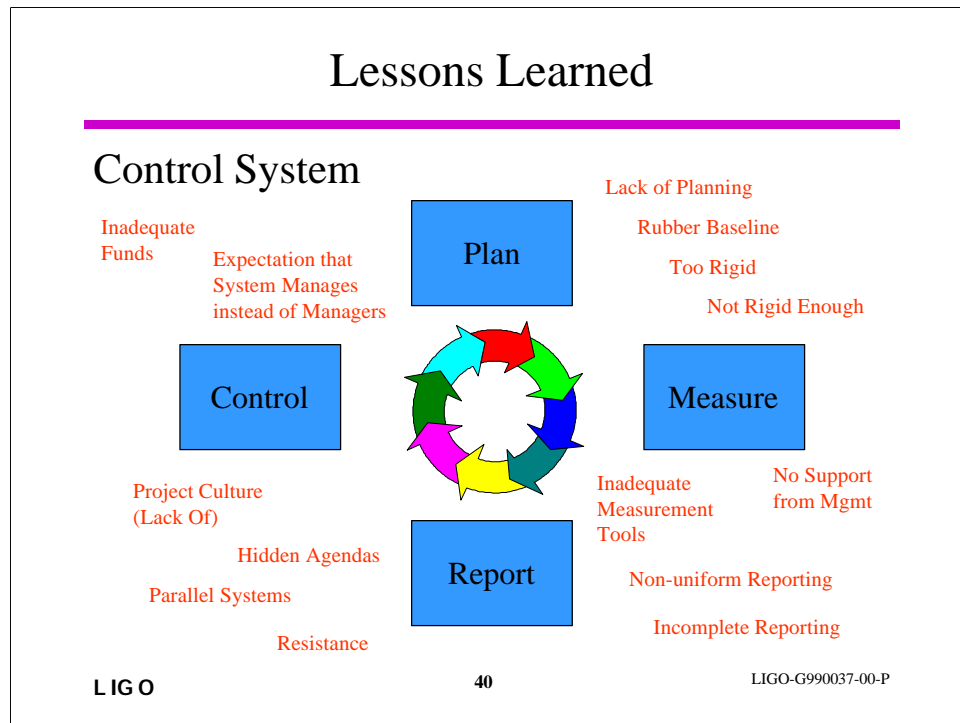 Lessons Learned
Control System
Lack of Planning
Inadequate
Funds
Rubber Baseline
Expectation that
System Manages
instead of Managers
Plan
Too Rigid
Not Rigid Enough
Control
Measure
Project Culture
(Lack Of)
Inadequate
Measurement
Tools
No Support
from Mgmt
Hidden Agendas
Report
Non-uniform Reporting
Parallel Systems
Incomplete Reporting
Resistance
LIGO
40
LIGO-G990037-00-P